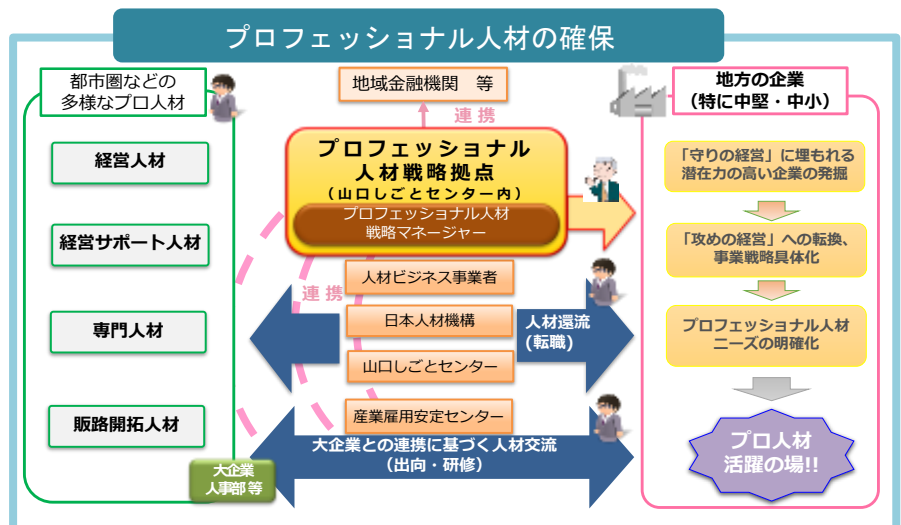 プロフェッショナル人材の確保
都市圏などの
多様なプロ人材
経営人材
経営サポート人材
専門人材
販路開拓人材
大企業
人事部等
地域金融機関　等
連携
プロフェッショナル
人材戦略拠点
（山口しごとセンター内）
プロフェッショナル人材
戦略マネージャー
連携
人材ビジネス事業者
日本人材機構
山口しごとセンター
人材還流
(転職)
産業雇用安定センター
大企業との連携に基づく人材交流
（出向・研修）
地方の企業
（特に中堅・中小）
「守りの経営」に埋もれる
潜在力の高い企業の発掘
「攻めの経営」への転換、
事業戦略具体化
プロフェッショナル人材
ニーズの明確化
プロ人材
活躍の場!!